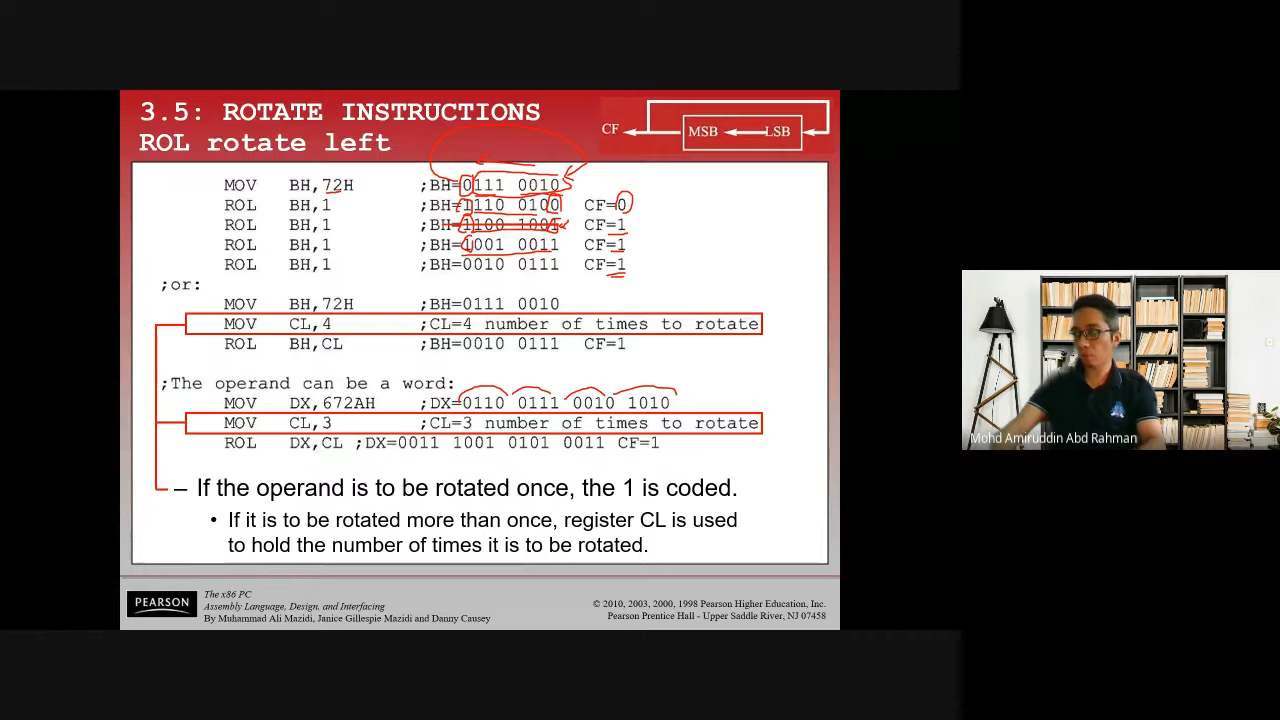 3.5: ROTATE INSTRUCTIONS
ROL rotate left
CF MSB LSB
MOV BH,72H ;BH=0111 0010
ROL BH,1 ;BH=1110 0100 CF=0
ROL BH,1 ;BH=1100 1001 CF=1
ROL BH,1 ;BH=1001 0011 CF=1
ROL BH,1 ;BH=0010 0111 CF=1
;or:
MOV BH,72H ;BH=0111 0010
MOV CL,4 ;CL=4 number of times to rotate
ROL BH,CL ;BH=0010 0111 CF=1
;The operand can be a word:
MOV DX,672AH ;DX=0110 0111 0010 1010
MOV CL,3 ;CL=3 number of times to rotate
ROL DX,CL ;DX=0011 1001 0101 0011 CF=1
– If the operand is to be rotated once, the 1 is coded.
• If it is to be rotated more than once, register CL is used
to hold the number of times it is to be rotated.
PEARSON
The x86 PC
Assembly Language, Design, and Interfacing
By Muhammad Ali Mazidi, Janice Gillespie Mazidi and Danny Causey
© 2010, 2003, 2000, 1998 Pearson Higher Education, Inc.
Pearson Prentice Hall - Upper Saddle River, NJ 07458
Mohd Amiruddin Abd Rahman